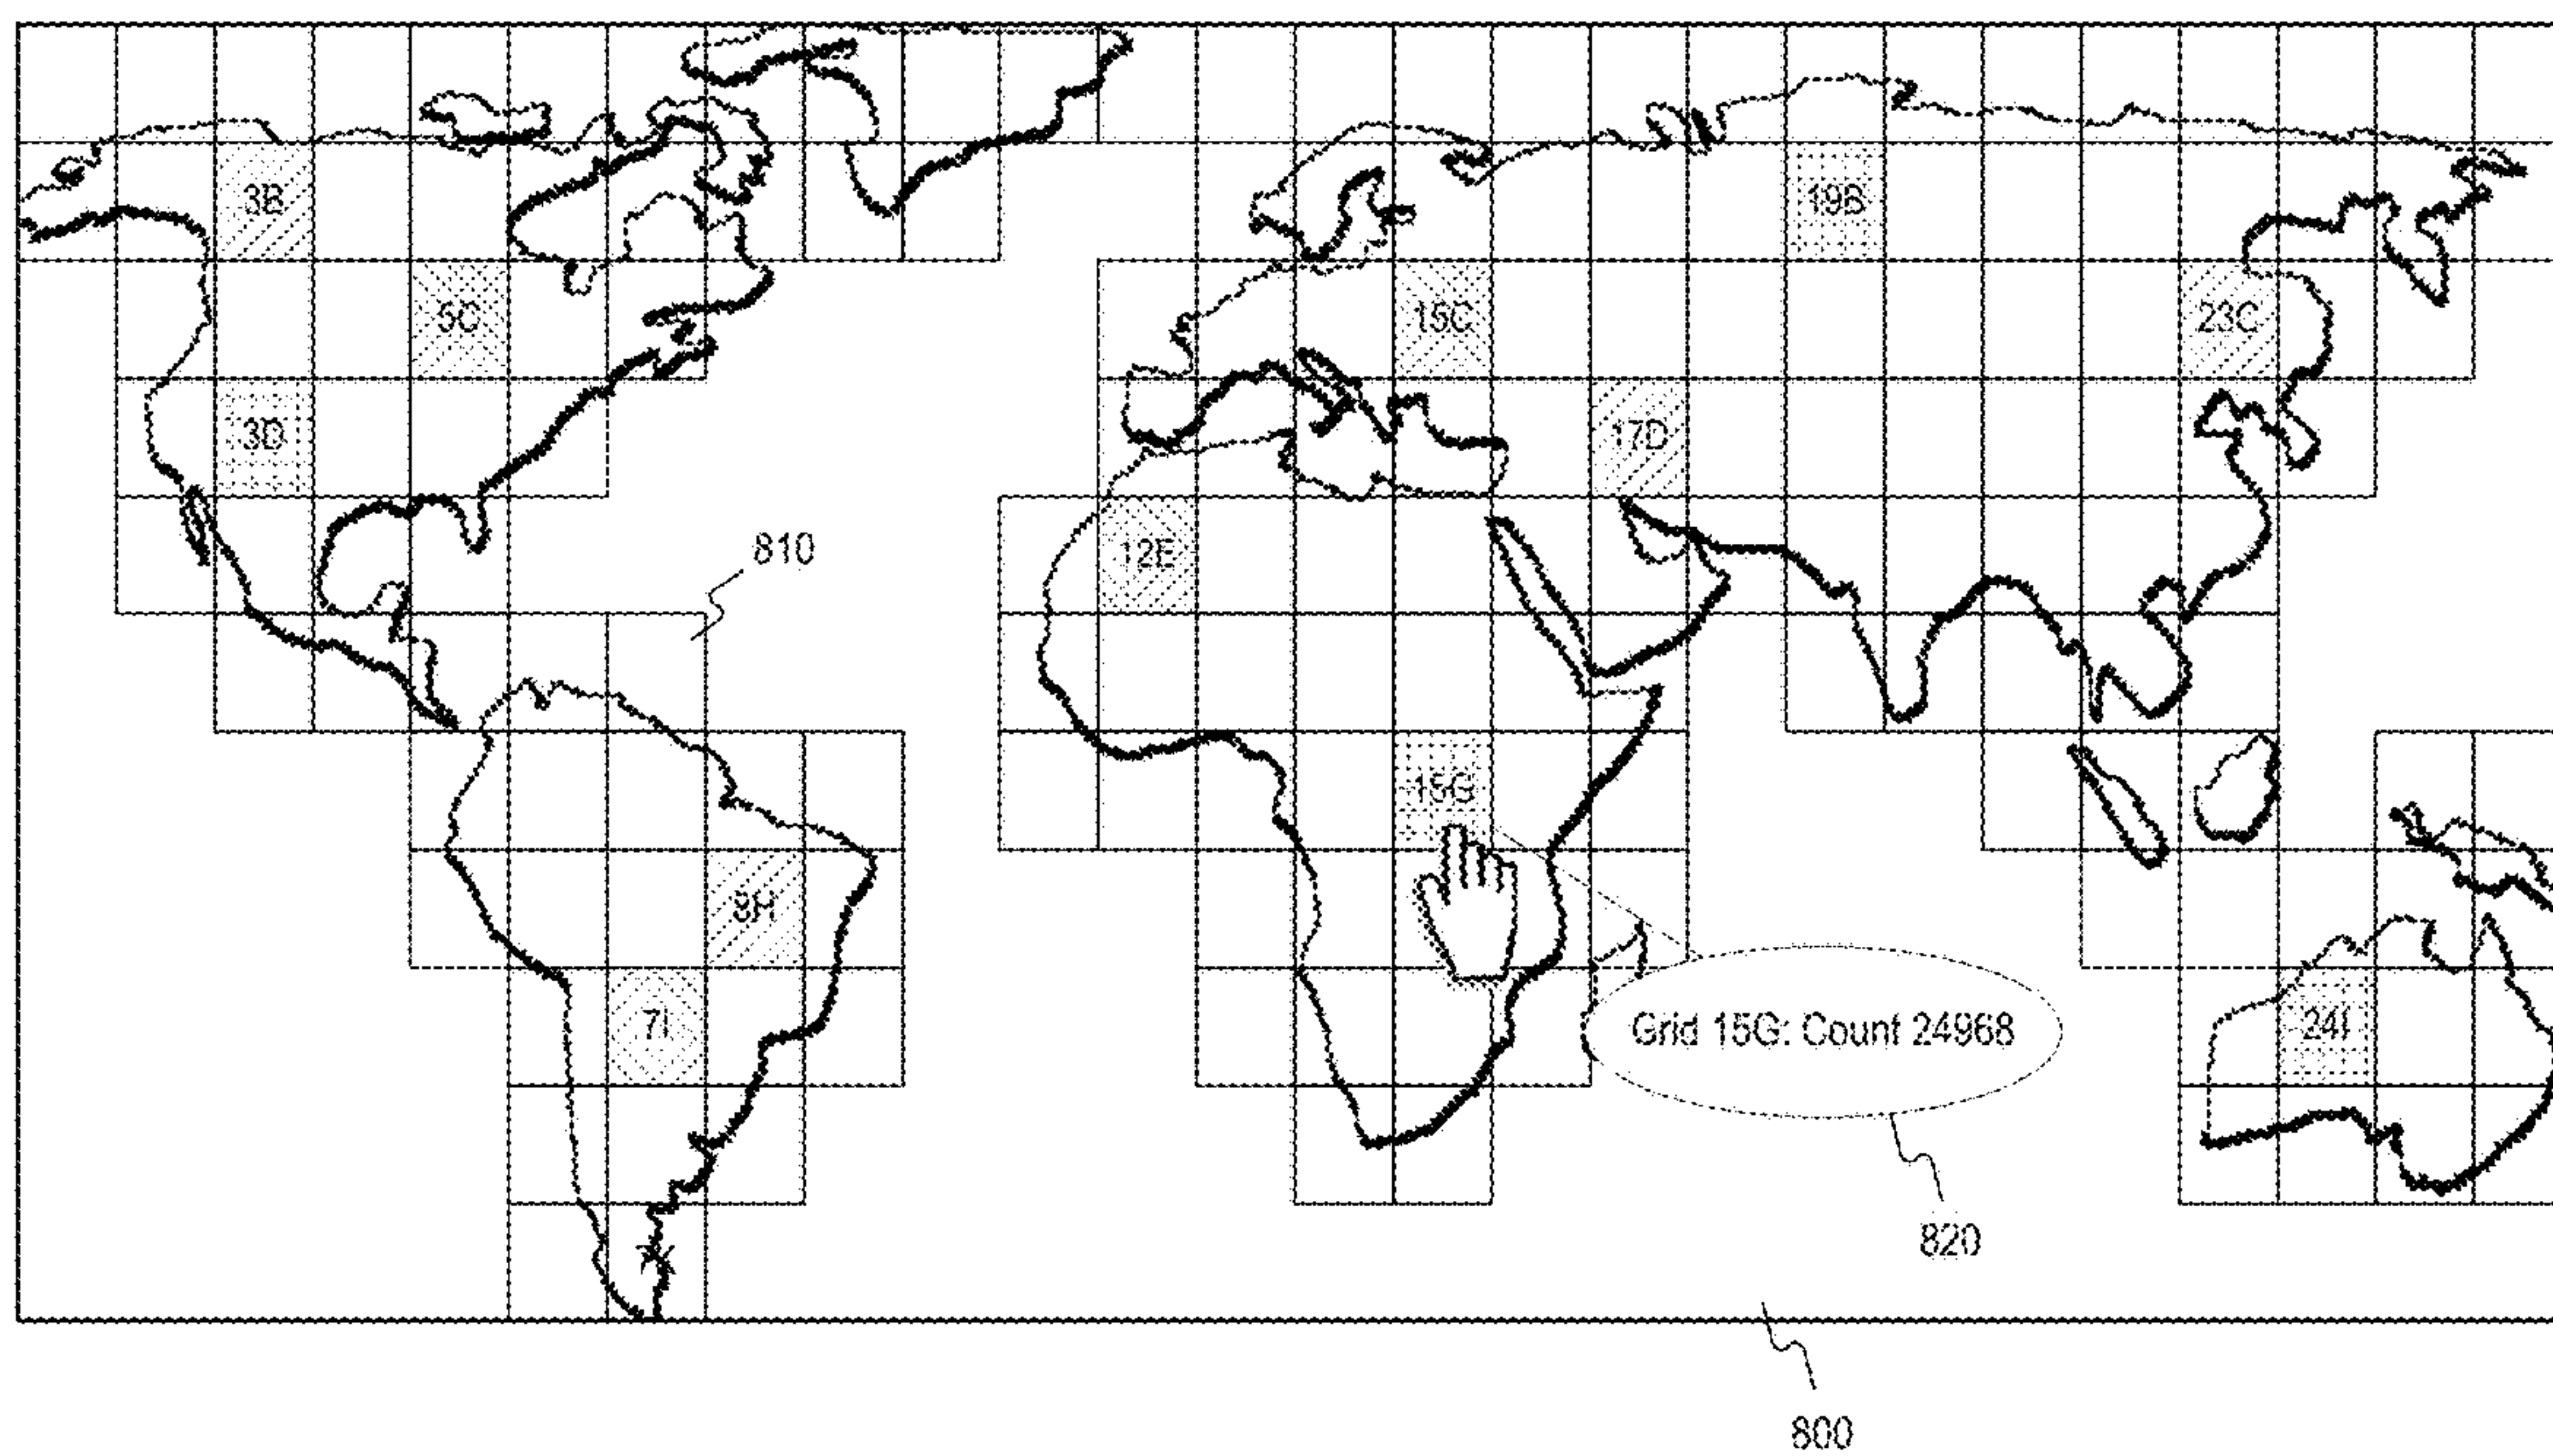 3B
19B
5C
15C
23C
3D
17D
12E
810
15G
8H
7I
Grid 15G: Count 24968
24I
820
800